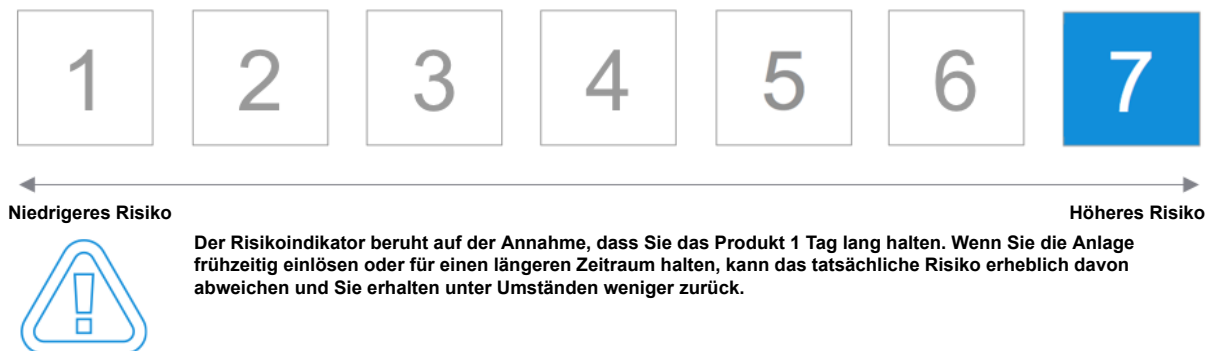 1 2 3 4 5 6 7
Niedrigeres Risiko Höheres Risiko
Der Risikoindikator beruht auf der Annahme, dass Sie das Produkt 1 Tag lang halten. Wenn Sie die Anlage
frühzeitig einlösen oder für einen längeren Zeitraum halten, kann das tatsächliche Risiko erheblich davon
abweichen und Sie erhalten unter Umständen weniger zurück.